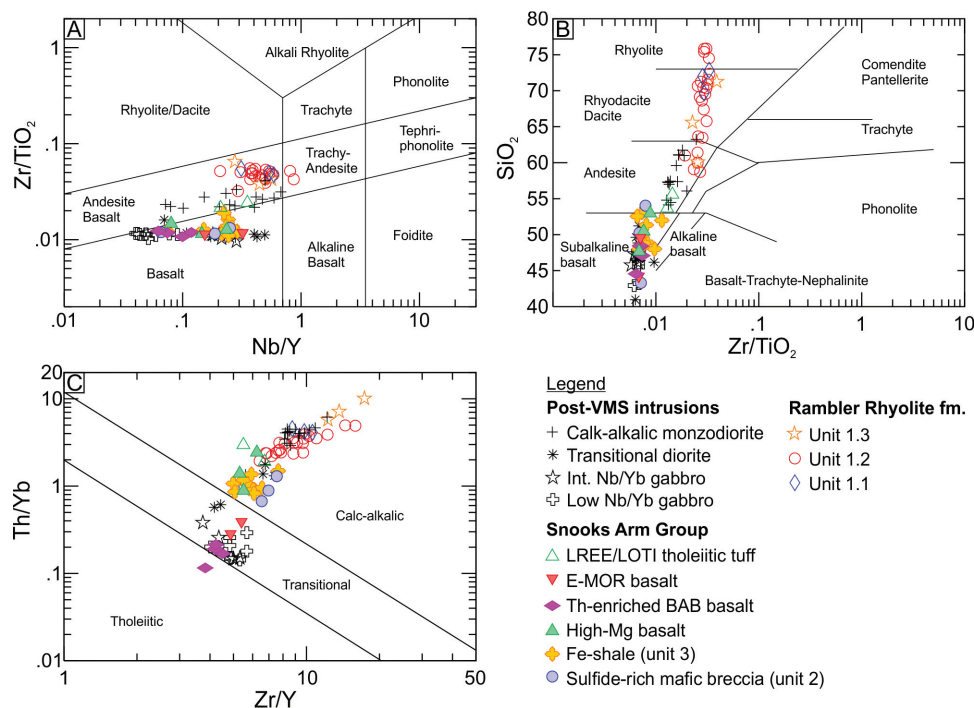 A
Zr/TiO2
1
.1
.01
.01
.1
1
10
Nb/Y
Alkali Rhyolite
Phonolite
Rhyolite/Dacite
Trachyte
Tephri-
phonolite
Trachy-
Andesite
Andesite
Basalt
Basalt
Alkaline
Basalt
Foidite
B
SiO2
80
75
70
65
60
55
50
45
40
.01
.1
1
10
Zr/TiO2
Rhyolite
Comendite
Pantellerite
Rhyodacite
Dacite
Trachyte
Andesite
Phonolite
Subalkaline
basalt
Alkaline
basalt
Basalt-Trachyte-Nephalinite
C
Th/Yb
20
10
1
.1
.01
1
10
50
Zr/Y
Calc-alkalic
Transitional
Tholeiitic
Legend
Post-VMS intrusions
Calk-alkalic monzodiorite
Transitional diorite
Int. Nb/Yb gabbro
Low Nb/Yb gabbro
Snooks Arm Group
LREE/LOTI tholeiitic tuff
E-MOR basalt
Th-enriched BAB basalt
High-Mg basalt
Fe-shale (unit 3)
Sulfide-rich mafic breccia (unit 2)
Rambler Rhyolite fm.
Unit 1.3
Unit 1.2
Unit 1.1